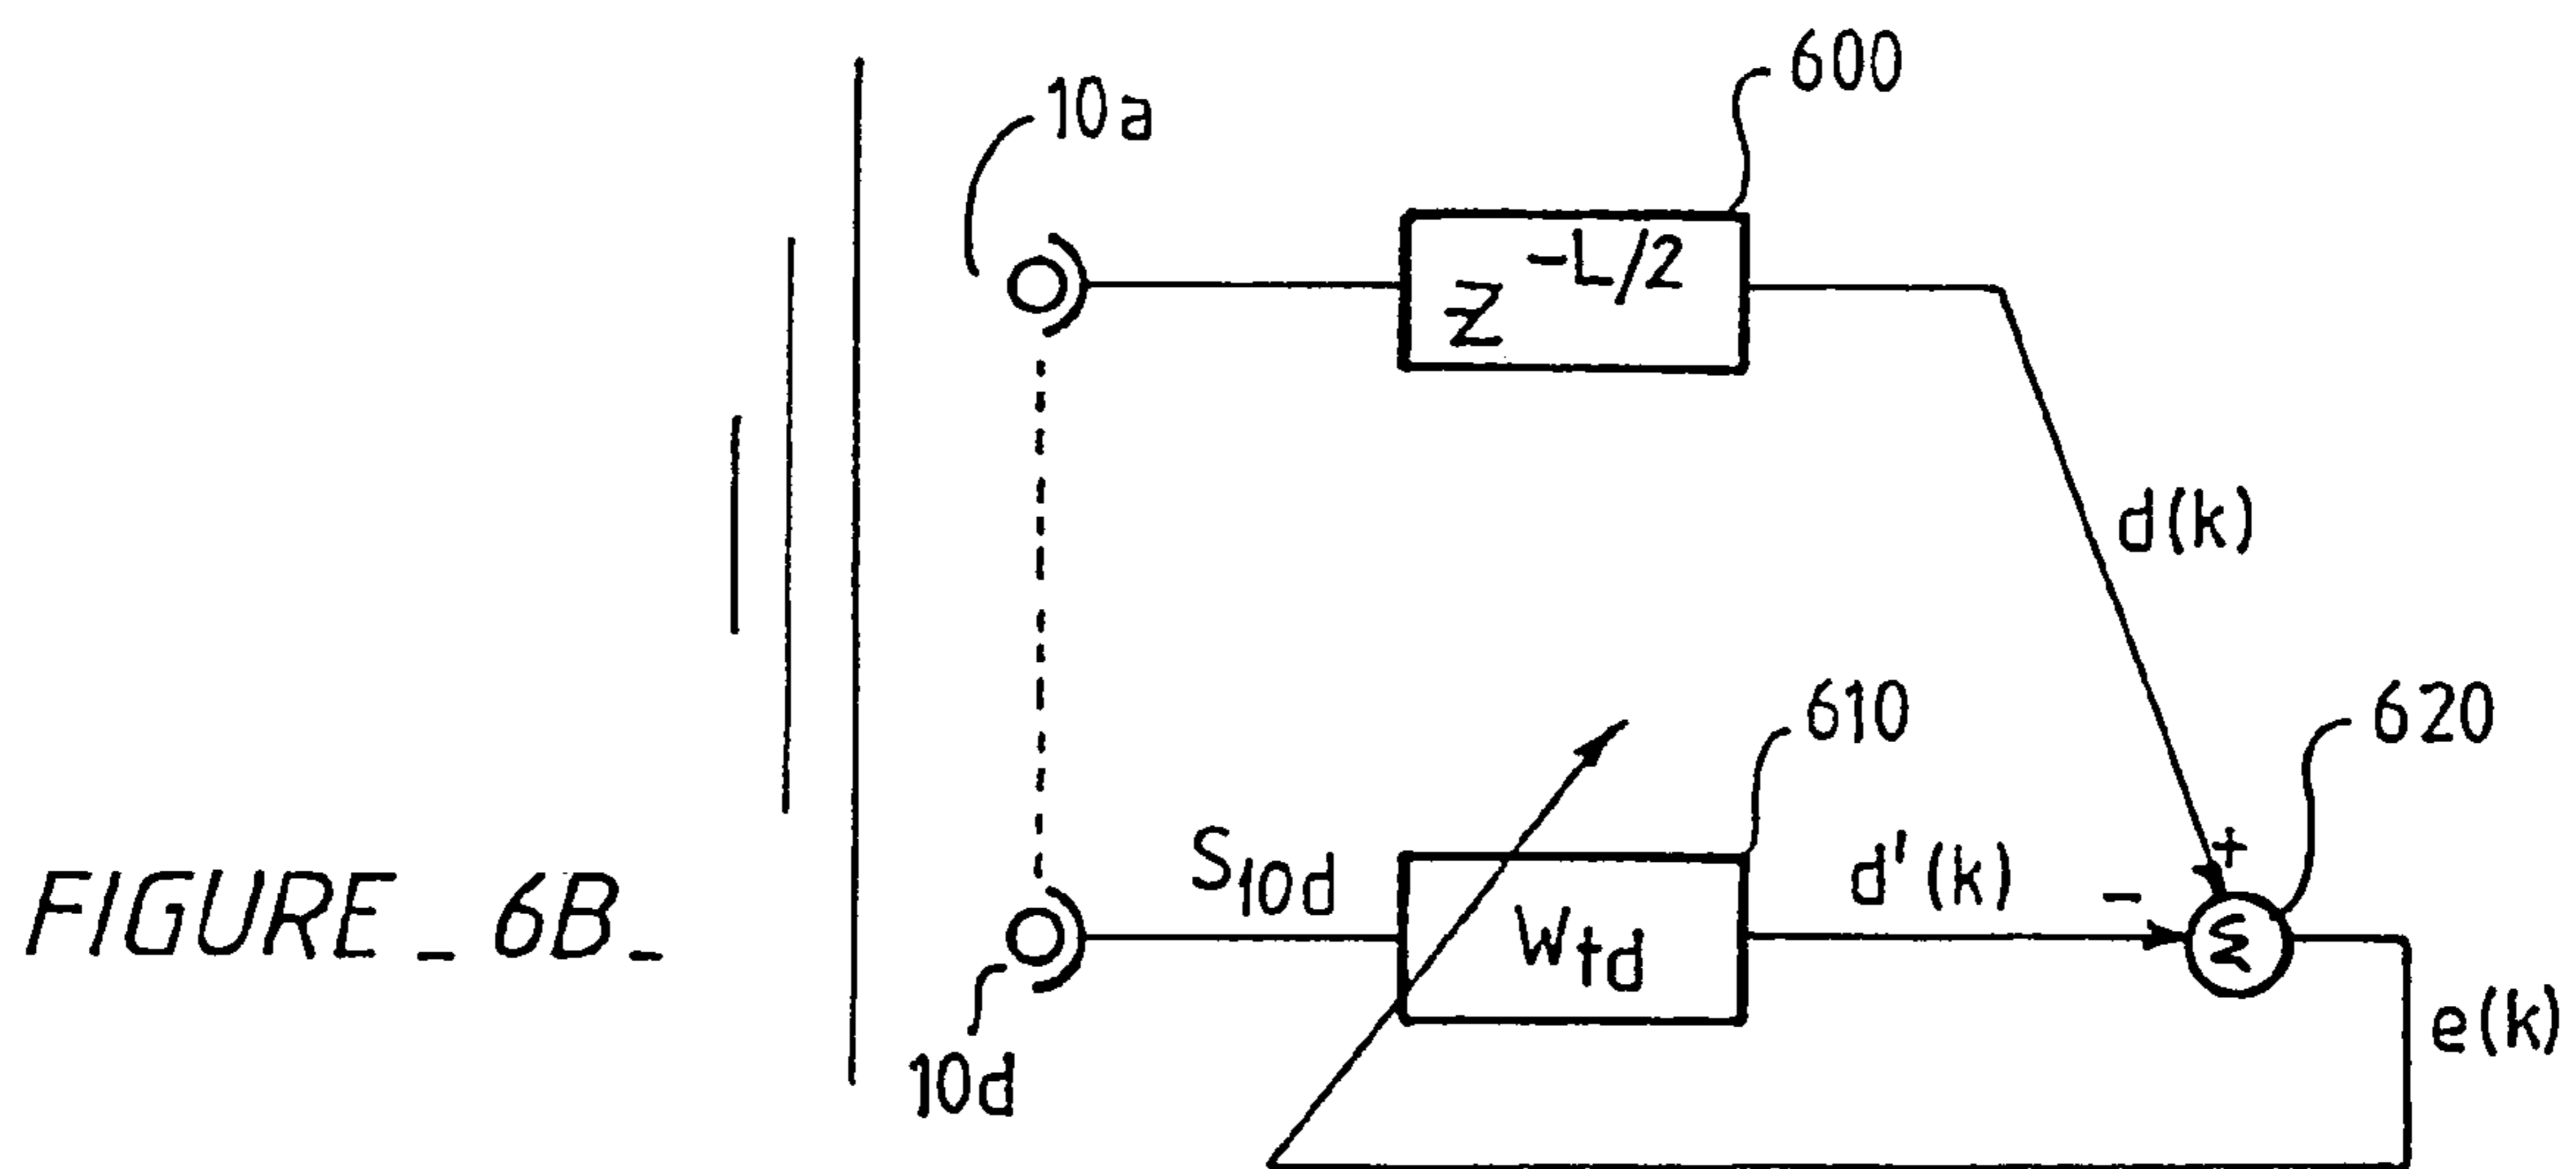 600
10a
z^-L/2
d(k)
610
620
S10d
d'(k)
+
-
Wtd
Σ
e(k)
10d
FIGURE_6B_